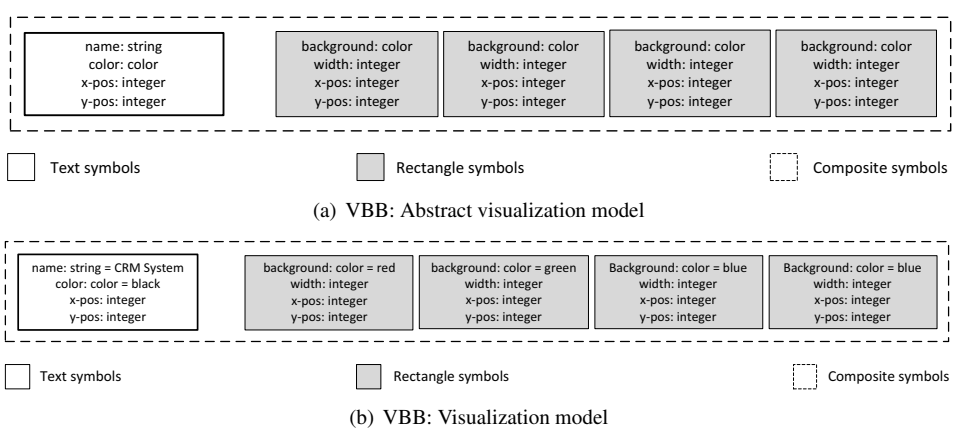 name: string
color: color
x-pos: integer
y-pos: integer
background: color
width: integer
x-pos: integer
y-pos: integer
background: color
width: integer
x-pos: integer
y-pos: integer
background: color
width: integer
x-pos: integer
y-pos: integer
background: color
width: integer
x-pos: integer
y-pos: integer
Text symbols
Rectangle symbols
Composite symbols
(a) VBB: Abstract visualization model
name: string = CRM System
color: color = black
x-pos: integer
y-pos: integer
background: color = red
width: integer
x-pos: integer
y-pos: integer
background: color = green
width: integer
x-pos: integer
y-pos: integer
Background: color = blue
width: integer
x-pos: integer
y-pos: integer
Background: color = blue
width: integer
x-pos: integer
y-pos: integer
Text symbols
Rectangle symbols
Composite symbols
(b) VBB: Visualization model